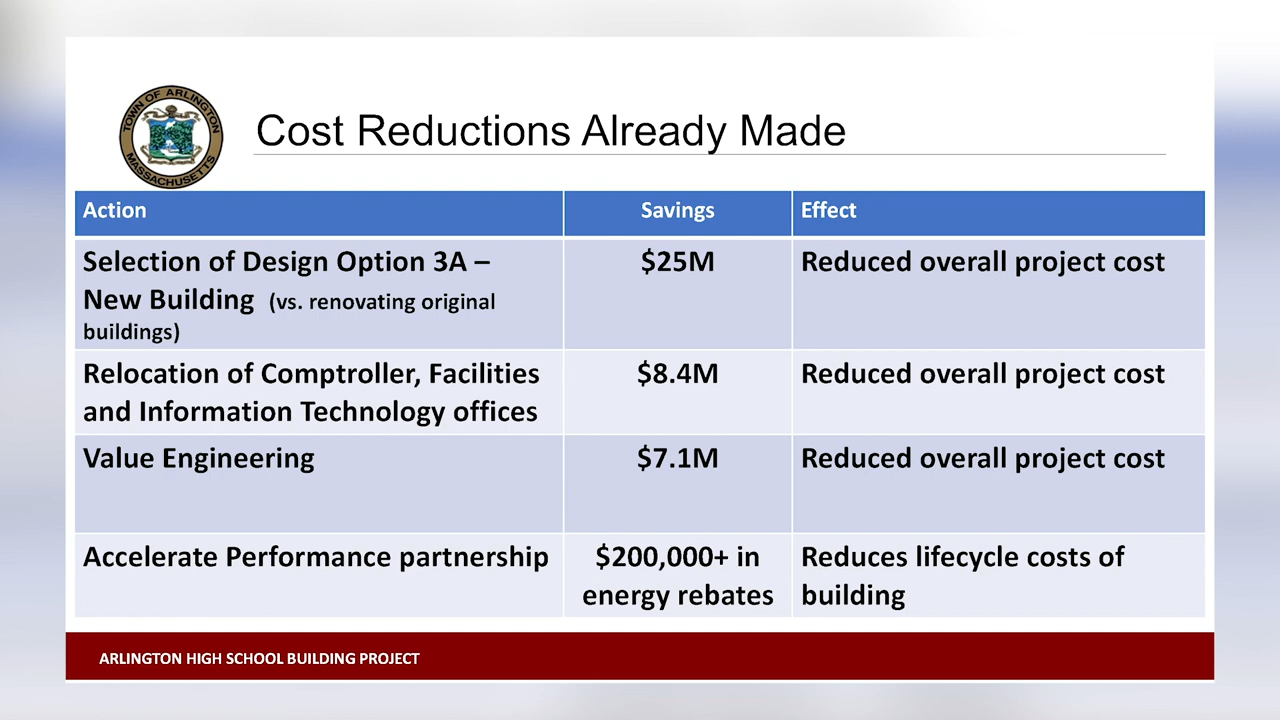 TOWN OF ARLINGTON
MASSACHUSETTS
Cost Reductions Already Made
Action Savings Effect
Selection of Design Option 3A – $25M Reduced overall project cost
New Building (vs. renovating original
buildings)
Relocation of Comptroller, Facilities $8.4M Reduced overall project cost
and Information Technology offices
Value Engineering $7.1M Reduced overall project cost
Accelerate Performance partnership $200,000+ in Reduces lifecycle costs of
energy rebates building
ARLINGTON HIGH SCHOOL BUILDING PROJECT